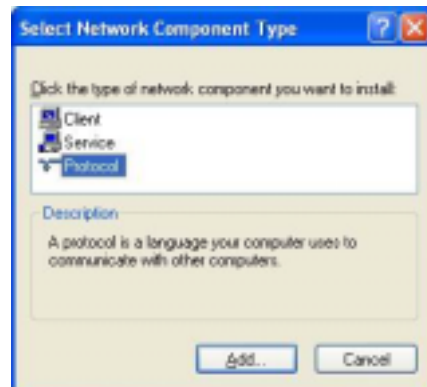 Select Network Component Type
Click the type of network component you want to install:
Client
Service
Protocol
Description
A protocol is a language your computer uses to
communicate with other computers.
Add...
Cancel